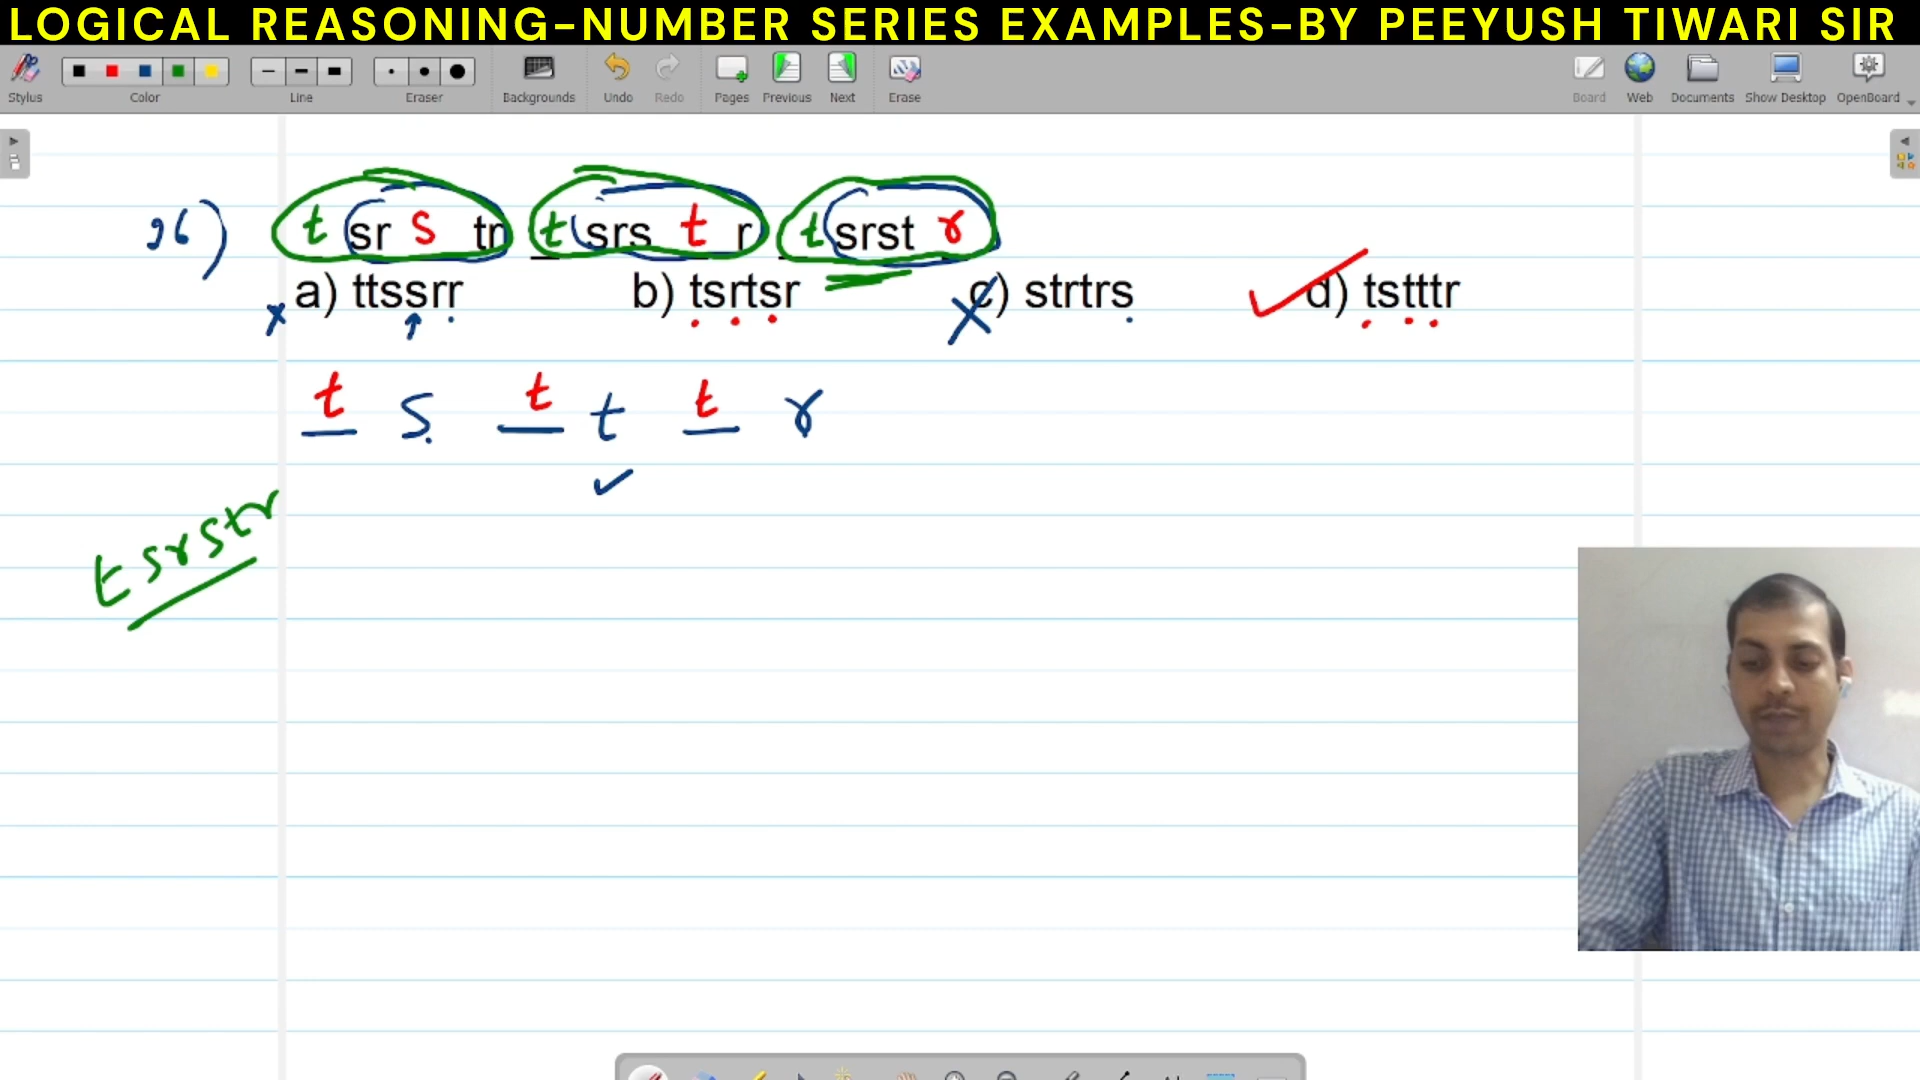 LOGICAL REASONING-NUMBER SERIES EXAMPLES-BY PEEYUSH TIWARI SIR
Stylus Color Line Eraser Backgrounds Undo Redo Pages Previous Next Erase Board Web Documents Show Desktop OpenBoard
26) t sr s tr t srs t r t srst r
a) ttssrr b) tsrtsr c) strtrs d) tstttr
t s t t t r
tsrstr